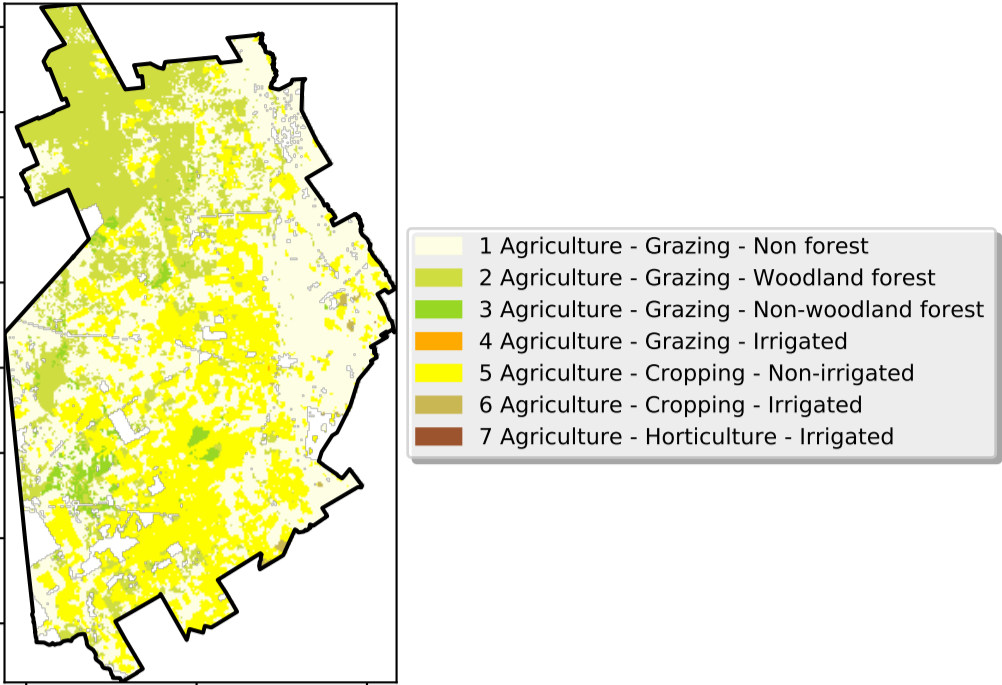 1 Agriculture - Grazing - Non forest
2 Agriculture - Grazing - Woodland forest
3 Agriculture - Grazing - Non-woodland forest
4 Agriculture - Grazing - Irrigated
5 Agriculture - Cropping - Non-irrigated
6 Agriculture - Cropping - Irrigated
7 Agriculture - Horticulture - Irrigated